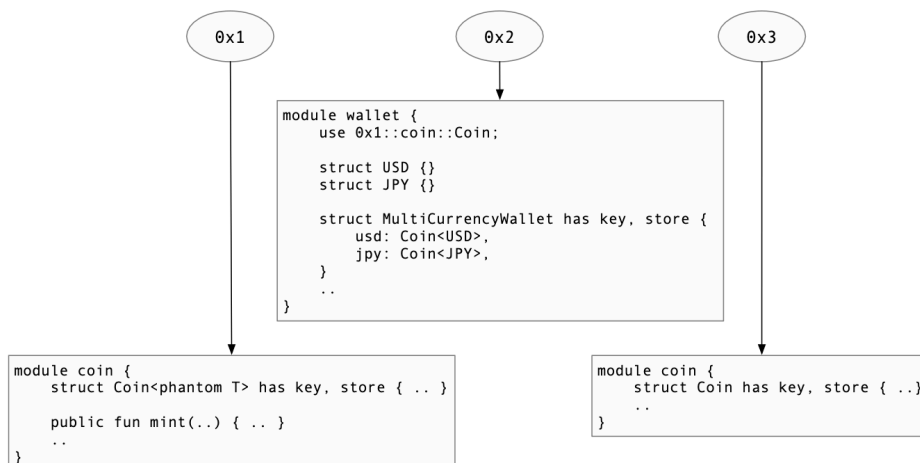 0x1
0x2
0x3
module wallet {
    use 0x1::coin::Coin;
    struct USD {}
    struct JPY {}
    struct MultiCurrencyWallet has key, store {
        usd: Coin<USD>,
        jpy: Coin<JPY>,
    }
    ..
}
module coin {
    struct Coin<phantom T> has key, store { .. }
    public fun mint(..) { .. }
    ..
}
module coin {
    struct Coin has key, store { ..}
    ..
}